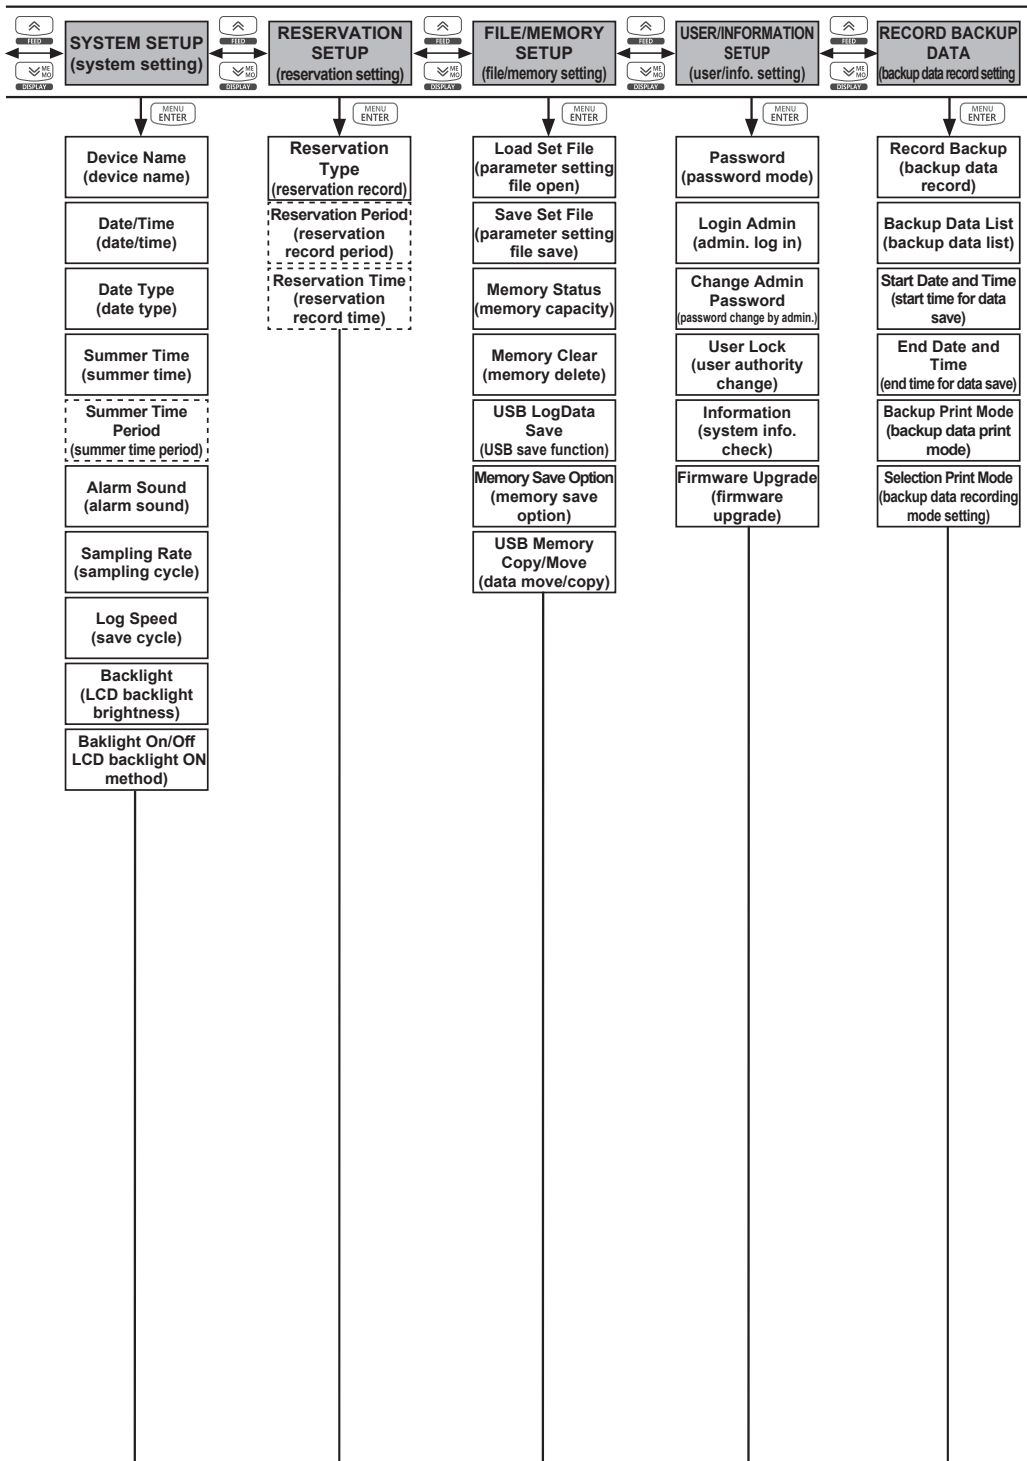 FEED
ME
MO
DISPLAY
SYSTEM SETUP
(system setting)
FEED
ME
MO
DISPLAY
RESERVATION
SETUP
(reservation setting)
FEED
ME
MO
DISPLAY
FILE/MEMORY
SETUP
(file/memory setting)
FEED
ME
MO
DISPLAY
USER/INFORMATION
SETUP
(user/info. setting)
FEED
ME
MO
DISPLAY
RECORD BACKUP
DATA
(backup data record setting
MENU
ENTER
Device Name
(device name)
Date/Time
(date/time)
Date Type
(date type)
Summer Time
(summer time)
Summer Time
Period
(summer time period)
Alarm Sound
(alarm sound)
Sampling Rate
(sampling cycle)
Log Speed
(save cycle)
Backlight
(LCD backlight
brightness)
Baklight On/Off
LCD backlight ON
method)
MENU
ENTER
Reservation
Type
(reservation record)
Reservation Period
(reservation
record period)
Reservation Time
(reservation
record time)
MENU
ENTER
Load Set File
(parameter setting
file open)
Save Set File
(parameter setting
file save)
Memory Status
(memory capacity)
Memory Clear
(memory delete)
USB LogData
Save
(USB save function)
Memory Save Option
(memory save
option)
USB Memory
Copy/Move
(data move/copy)
MENU
ENTER
Password
(password mode)
Login Admin
(admin. log in)
Change Admin
Password
(password change by admin.)
User Lock
(user authority
change)
Information
(system info.
check)
Firmware Upgrade
(firmware
upgrade)
MENU
ENTER
Record Backup
(backup data
record)
Backup Data List
(backup data list)
Start Date and Time
(start time for data
save)
End Date and
Time
(end time for data save)
Backup Print Mode
(backup data print
mode)
Selection Print Mode
(backup data recording
mode setting)